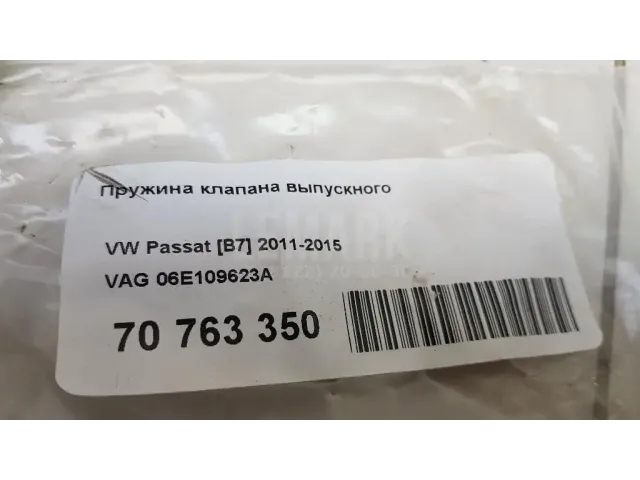 Пружина клапана выпускного
VW Passat [B7] 2011-2015
VAG 06E109623A
70 763 350